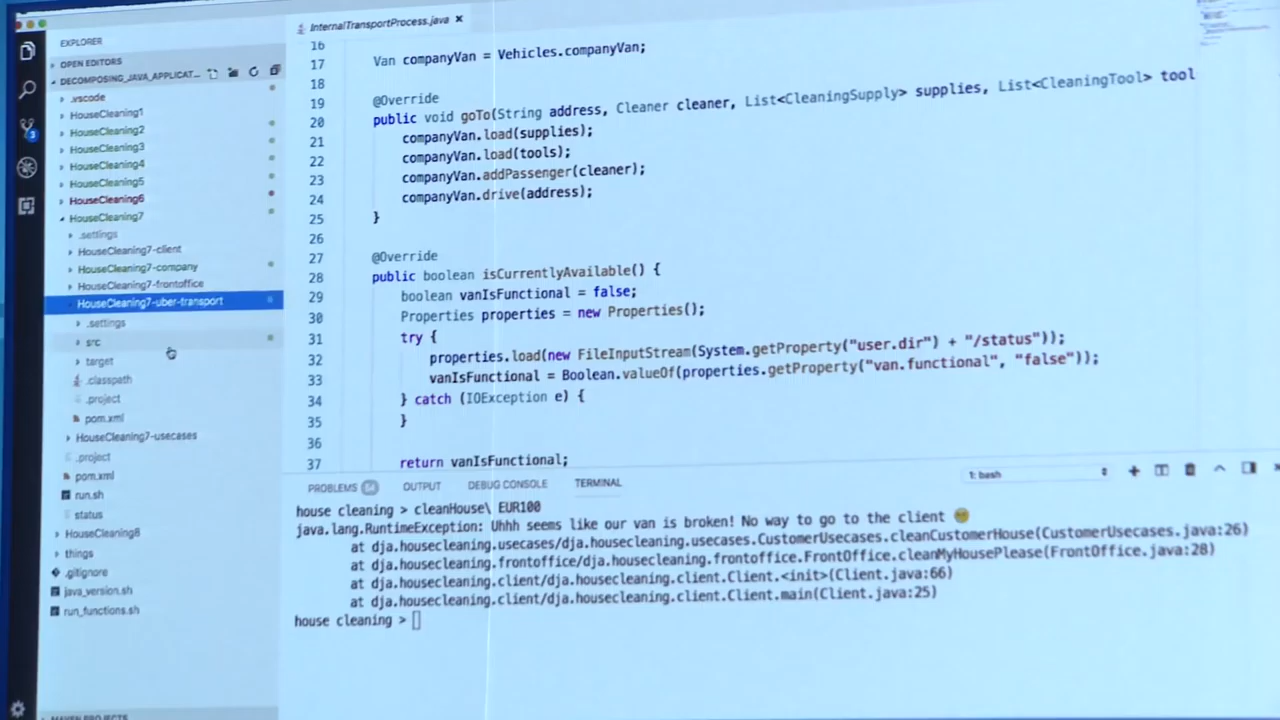 InternalTransportProcess.java
EXPLORER
OPEN EDITORS
DECOMPOSING_JAVA_APPLICAT...
.vscode
HouseCleaning1
HouseCleaning2
HouseCleaning3
HouseCleaning4
HouseCleaning5
HouseCleaning6
HouseCleaning7
.settings
HouseCleaning7-client
HouseCleaning7-company
HouseCleaning7-frontoffice
HouseCleaning7-uber-transport
.settings
src
target
.classpath
.project
pom.xml
HouseCleaning7-usecases
.project
pom.xml
run.sh
status
HouseCleaning8
things
.gitignore
java_version.sh
run_functions.sh
MAVEN PROJECTS
3
16
17 Van companyVan = Vehicles.companyVan;
18
19 @Override
20 public void goTo(String address, Cleaner cleaner, List<CleaningSupply> supplies, List<CleaningTool> tool
21 companyVan.load(supplies);
22 companyVan.load(tools);
23 companyVan.addPassenger(cleaner);
24 companyVan.drive(address);
25 }
26
27 @Override
28 public boolean isCurrentlyAvailable() {
29 boolean vanIsFunctional = false;
30 Properties properties = new Properties();
31 try {
32 properties.load(new FileInputStream(System.getProperty("user.dir") + "/status"));
33 vanIsFunctional = Boolean.valueOf(properties.getProperty("van.functional", "false"));
34 } catch (IOException e) {
35 }
36
37 return vanIsFunctional;
PROBLEMS 64 OUTPUT DEBUG CONSOLE TERMINAL 1: bash
house cleaning > cleanHouse\ EUR100
java.lang.RuntimeException: Uhhh seems like our van is broken! No way to go to the client
at dja.housecleaning.usecases/dja.housecleaning.usecases.CustomerUsecases.cleanCustomerHouse(CustomerUsecases.java:26)
at dja.housecleaning.frontoffice/dja.housecleaning.frontoffice.FrontOffice.cleanMyHousePlease(FrontOffice.java:28)
at dja.housecleaning.client/dja.housecleaning.client.Client.<init>(Client.java:66)
at dja.housecleaning.client/dja.housecleaning.client.Client.main(Client.java:25)
house cleaning >